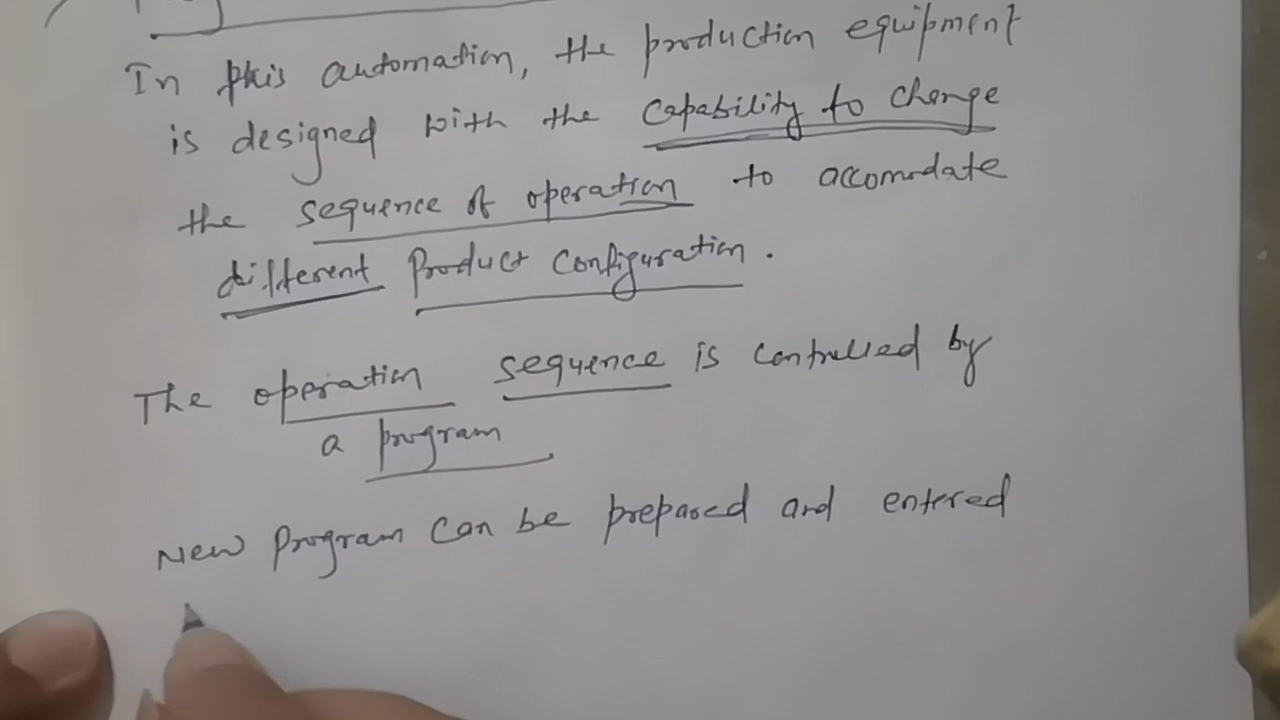 In this automation, the production equipment
is designed with the capability to change
the sequence of operation to accomodate
different Product Configuration.
The operation sequence is controlled by
a program
New Program can be prepared and entered